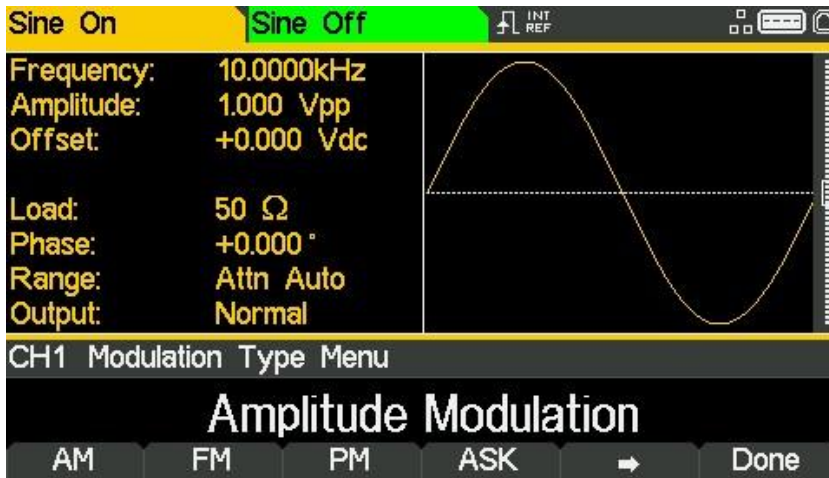 Sine On
Sine Off
INT
REF
Frequency: 10.0000kHz
Amplitude: 1.000 Vpp
Offset: +0.000 Vdc
Load: 50 Ω
Phase: +0.000 °
Range: Attn Auto
Output: Normal
CH1 Modulation Type Menu
Amplitude Modulation
AM FM PM ASK ➡ Done